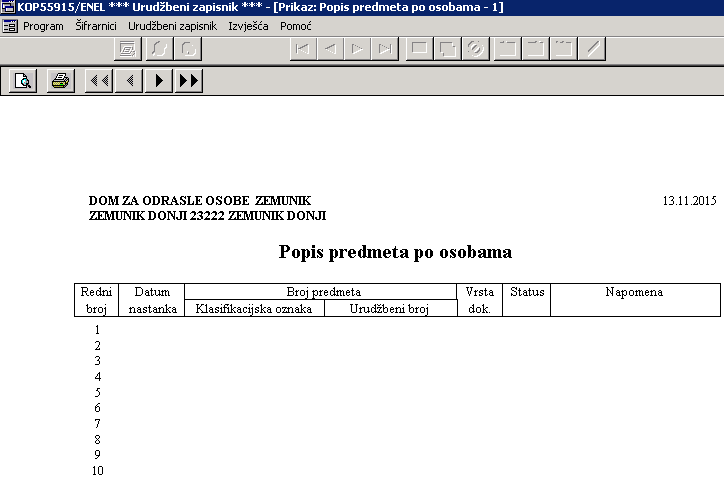 KOP55915/ENEL *** Urudžbeni zapisnik *** - [Prikaz: Popis predmeta po osobama - 1]
Program Šifrarnici Urudžbeni zapisnik Izvješća Pomoć
DOM ZA ODRASLE OSOBE ZEMUNIK 13.11.2015
ZEMUNIK DONJI 23222 ZEMUNIK DONJI
Popis predmeta po osobama
Redni Datum Broj predmeta Vrsta Status Napomena
broj nastanka Klasifikacijska oznaka Urudžbeni broj dok.
1
2
3
4
5
6
7
8
9
10